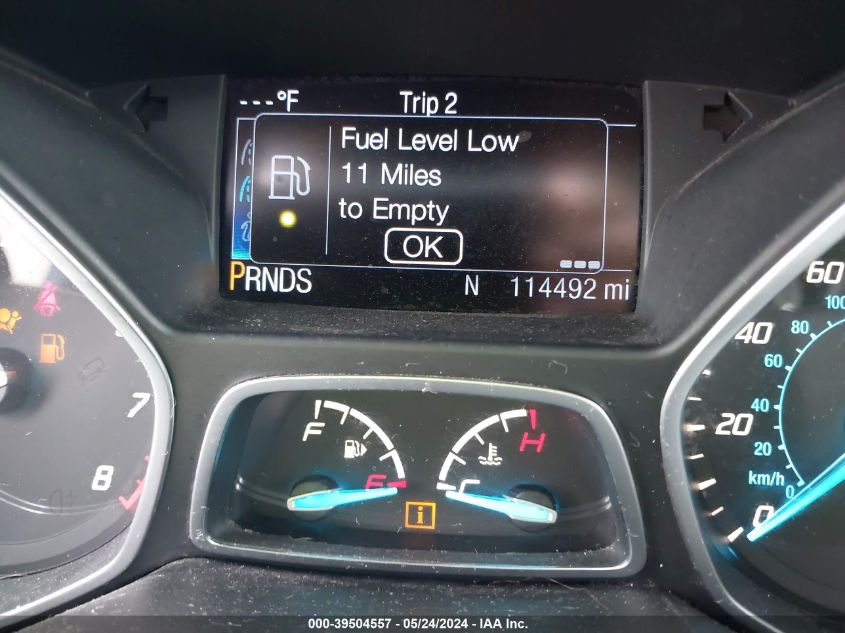 ---°F Trip 2
Fuel Level Low
11 Miles
to Empty
OK
PRNDS N 114492 mi
7
8
F
E
H
C
i
60
40
20
0
100
80
60
40
20
0
km/h
000-39504557 - 05/24/2024 - IAA Inc.